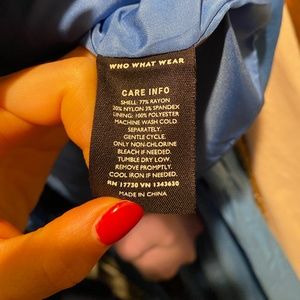 WHO WHAT WEAR
CARE INFO
SHELL: 77% RAYON
20% NYLON 3% SPANDEX
LINING: 100% POLYESTER
MACHINE WASH COLD.
SEPARATELY.
GENTLE CYCLE.
ONLY NON-CHLORINE
BLEACH IF NEEDED.
TUMBLE DRY LOW.
REMOVE PROMPTLY.
COOL IRON IF NEEDED.
RN 17730 VN 1343630
MADE IN CHINA